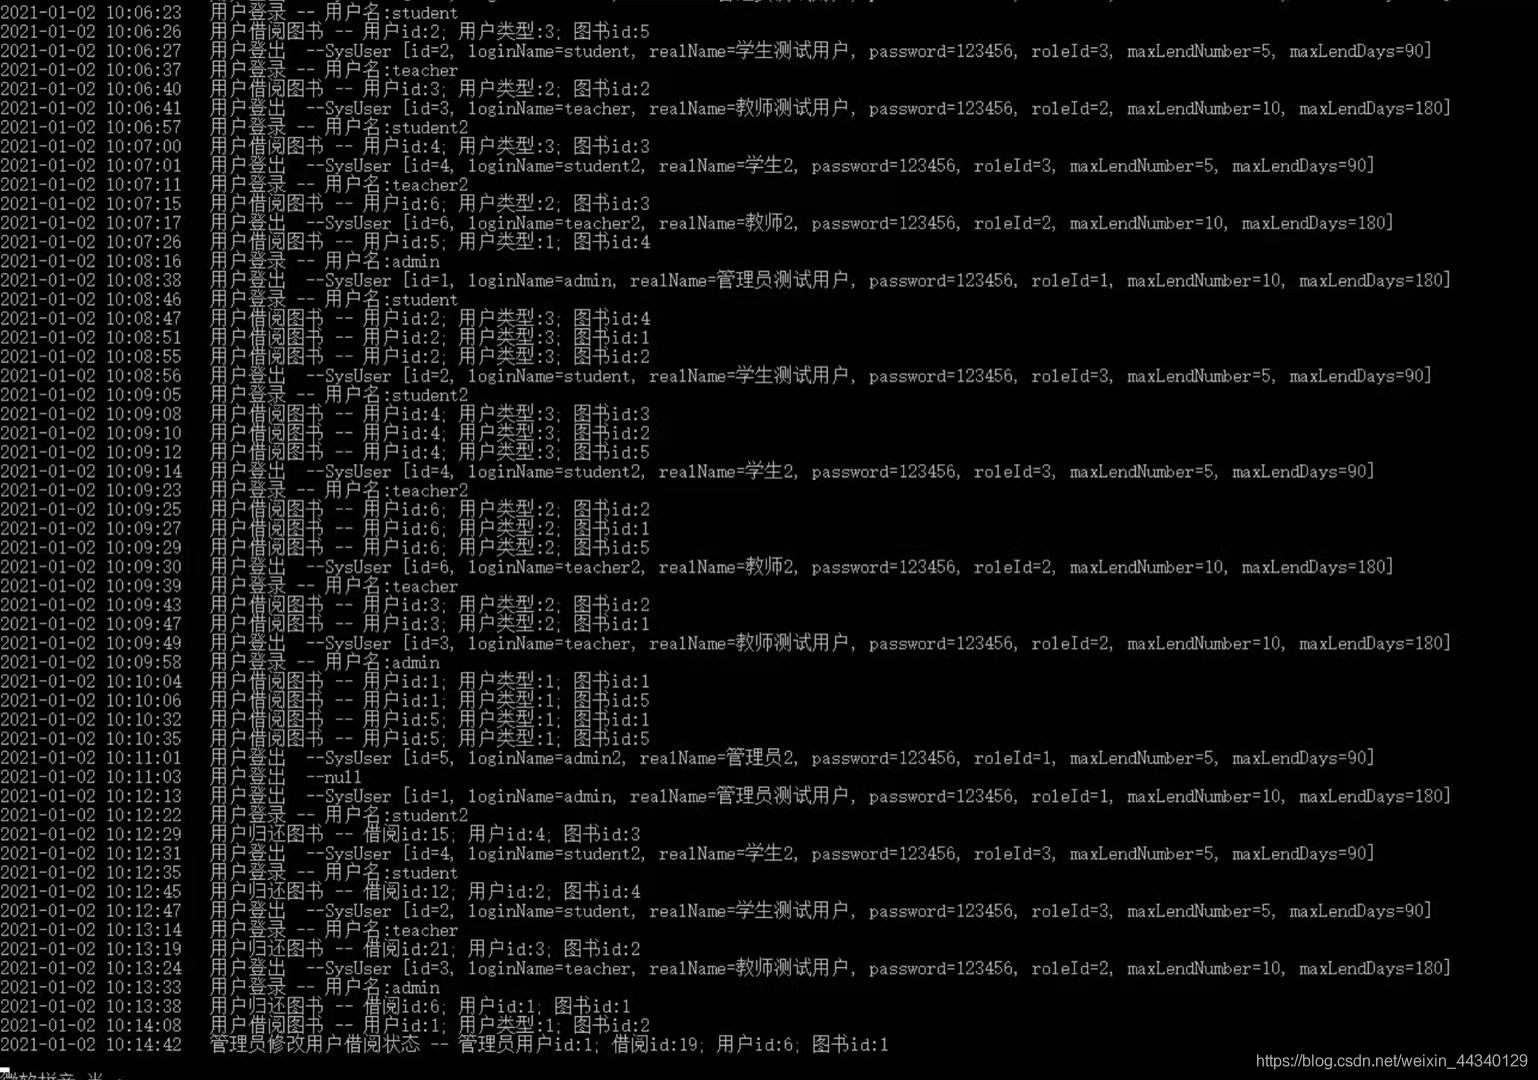 2021-01-02 10:06:23 用户登录 -- 用户名:student
2021-01-02 10:06:26 用户借阅图书 -- 用户id:2; 用户类型:3; 图书id:5
2021-01-02 10:06:27 用户登出 --SysUser [id=2, loginName=student, realName=学生测试用户, password=123456, roleId=3, maxLendNumber=5, maxLendDays=90]
2021-01-02 10:06:37 用户登录 -- 用户名:teacher
2021-01-02 10:06:40 用户借阅图书 -- 用户id:3; 用户类型:2; 图书id:2
2021-01-02 10:06:41 用户登出 --SysUser [id=3, loginName=teacher, realName=教师测试用户, password=123456, roleId=2, maxLendNumber=10, maxLendDays=180]
2021-01-02 10:06:57 用户登录 -- 用户名:student2
2021-01-02 10:07:00 用户借阅图书 -- 用户id:4; 用户类型:3; 图书id:3
2021-01-02 10:07:01 用户登出 --SysUser [id=4, loginName=student2, realName=学生2, password=123456, roleId=3, maxLendNumber=5, maxLendDays=90]
2021-01-02 10:07:11 用户登录 -- 用户名:teacher2
2021-01-02 10:07:15 用户借阅图书 -- 用户id:6; 用户类型:2; 图书id:3
2021-01-02 10:07:17 用户登出 --SysUser [id=6, loginName=teacher2, realName=教师2, password=123456, roleId=2, maxLendNumber=10, maxLendDays=180]
2021-01-02 10:07:26 用户借阅图书 -- 用户id:5; 用户类型:1; 图书id:4
2021-01-02 10:08:16 用户登录 -- 用户名:admin
2021-01-02 10:08:38 用户登出 --SysUser [id=1, loginName=admin, realName=管理员测试用户, password=123456, roleId=1, maxLendNumber=10, maxLendDays=180]
2021-01-02 10:08:46 用户登录 -- 用户名:student
2021-01-02 10:08:47 用户借阅图书 -- 用户id:2; 用户类型:3; 图书id:4
2021-01-02 10:08:51 用户借阅图书 -- 用户id:2; 用户类型:3; 图书id:1
2021-01-02 10:08:55 用户借阅图书 -- 用户id:2; 用户类型:3; 图书id:2
2021-01-02 10:08:56 用户登出 --SysUser [id=2, loginName=student, realName=学生测试用户, password=123456, roleId=3, maxLendNumber=5, maxLendDays=90]
2021-01-02 10:09:05 用户登录 -- 用户名:student2
2021-01-02 10:09:08 用户借阅图书 -- 用户id:4; 用户类型:3; 图书id:3
2021-01-02 10:09:10 用户借阅图书 -- 用户id:4; 用户类型:3; 图书id:2
2021-01-02 10:09:12 用户借阅图书 -- 用户id:4; 用户类型:3; 图书id:5
2021-01-02 10:09:14 用户登出 --SysUser [id=4, loginName=student2, realName=学生2, password=123456, roleId=3, maxLendNumber=5, maxLendDays=90]
2021-01-02 10:09:23 用户登录 -- 用户名:teacher2
2021-01-02 10:09:25 用户借阅图书 -- 用户id:6; 用户类型:2; 图书id:2
2021-01-02 10:09:27 用户借阅图书 -- 用户id:6; 用户类型:2; 图书id:1
2021-01-02 10:09:29 用户借阅图书 -- 用户id:6; 用户类型:2; 图书id:5
2021-01-02 10:09:30 用户登出 --SysUser [id=6, loginName=teacher2, realName=教师2, password=123456, roleId=2, maxLendNumber=10, maxLendDays=180]
2021-01-02 10:09:39 用户登录 -- 用户名:teacher
2021-01-02 10:09:43 用户借阅图书 -- 用户id:3; 用户类型:2; 图书id:2
2021-01-02 10:09:47 用户借阅图书 -- 用户id:3; 用户类型:2; 图书id:1
2021-01-02 10:09:49 用户登出 --SysUser [id=3, loginName=teacher, realName=教师测试用户, password=123456, roleId=2, maxLendNumber=10, maxLendDays=180]
2021-01-02 10:09:58 用户登录 -- 用户名:admin
2021-01-02 10:10:04 用户借阅图书 -- 用户id:1; 用户类型:1; 图书id:1
2021-01-02 10:10:06 用户借阅图书 -- 用户id:1; 用户类型:1; 图书id:5
2021-01-02 10:10:32 用户借阅图书 -- 用户id:5; 用户类型:1; 图书id:1
2021-01-02 10:10:35 用户借阅图书 -- 用户id:5; 用户类型:1; 图书id:5
2021-01-02 10:11:01 用户登出 --SysUser [id=5, loginName=admin2, realName=管理员2, password=123456, roleId=1, maxLendNumber=5, maxLendDays=90]
2021-01-02 10:11:03 用户登出 --null
2021-01-02 10:12:13 用户登出 --SysUser [id=1, loginName=admin, realName=管理员测试用户, password=123456, roleId=1, maxLendNumber=10, maxLendDays=180]
2021-01-02 10:12:22 用户登录 -- 用户名:student2
2021-01-02 10:12:29 用户归还图书 -- 借阅id:15; 用户id:4; 图书id:3
2021-01-02 10:12:31 用户登出 --SysUser [id=4, loginName=student2, realName=学生2, password=123456, roleId=3, maxLendNumber=5, maxLendDays=90]
2021-01-02 10:12:35 用户登录 -- 用户名:student
2021-01-02 10:12:45 用户归还图书 -- 借阅id:12; 用户id:2; 图书id:4
2021-01-02 10:12:47 用户登出 --SysUser [id=2, loginName=student, realName=学生测试用户, password=123456, roleId=3, maxLendNumber=5, maxLendDays=90]
2021-01-02 10:13:14 用户登录 -- 用户名:teacher
2021-01-02 10:13:19 用户归还图书 -- 借阅id:21; 用户id:3; 图书id:2
2021-01-02 10:13:24 用户登出 --SysUser [id=3, loginName=teacher, realName=教师测试用户, password=123456, roleId=2, maxLendNumber=10, maxLendDays=180]
2021-01-02 10:13:33 用户登录 -- 用户名:admin
2021-01-02 10:13:38 用户归还图书 -- 借阅id:6; 用户id:1; 图书id:1
2021-01-02 10:14:08 用户借阅图书 -- 用户id:1; 用户类型:1; 图书id:2
2021-01-02 10:14:42 管理员修改用户借阅状态 -- 管理员用户id:1; 借阅id:19; 用户id:6; 图书id:1
https://blog.csdn.net/weixin_44340129